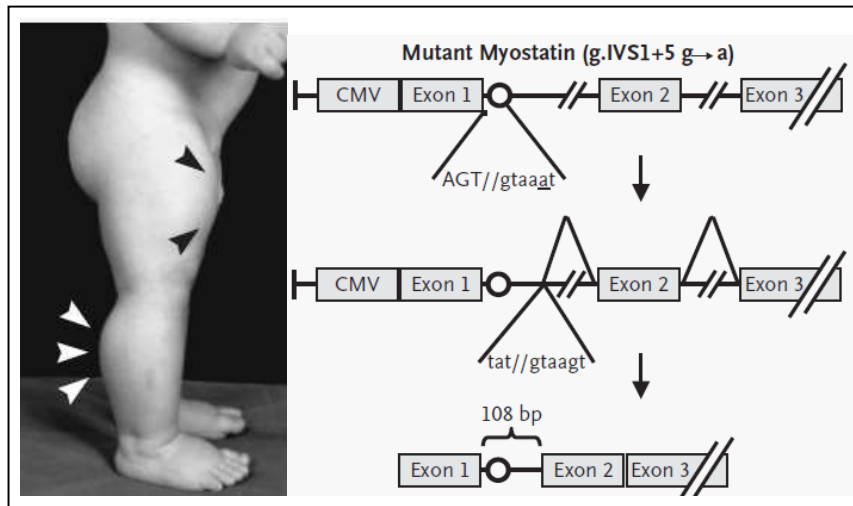 Mutant Myostatin (g.IVS1+5 g→a)
CMV Exon 1 Exon 2 Exon 3
AGT//gtaaat
CMV Exon 1 Exon 2 Exon 3
tat//gtaagt
108 bp
Exon 1 Exon 2 Exon 3